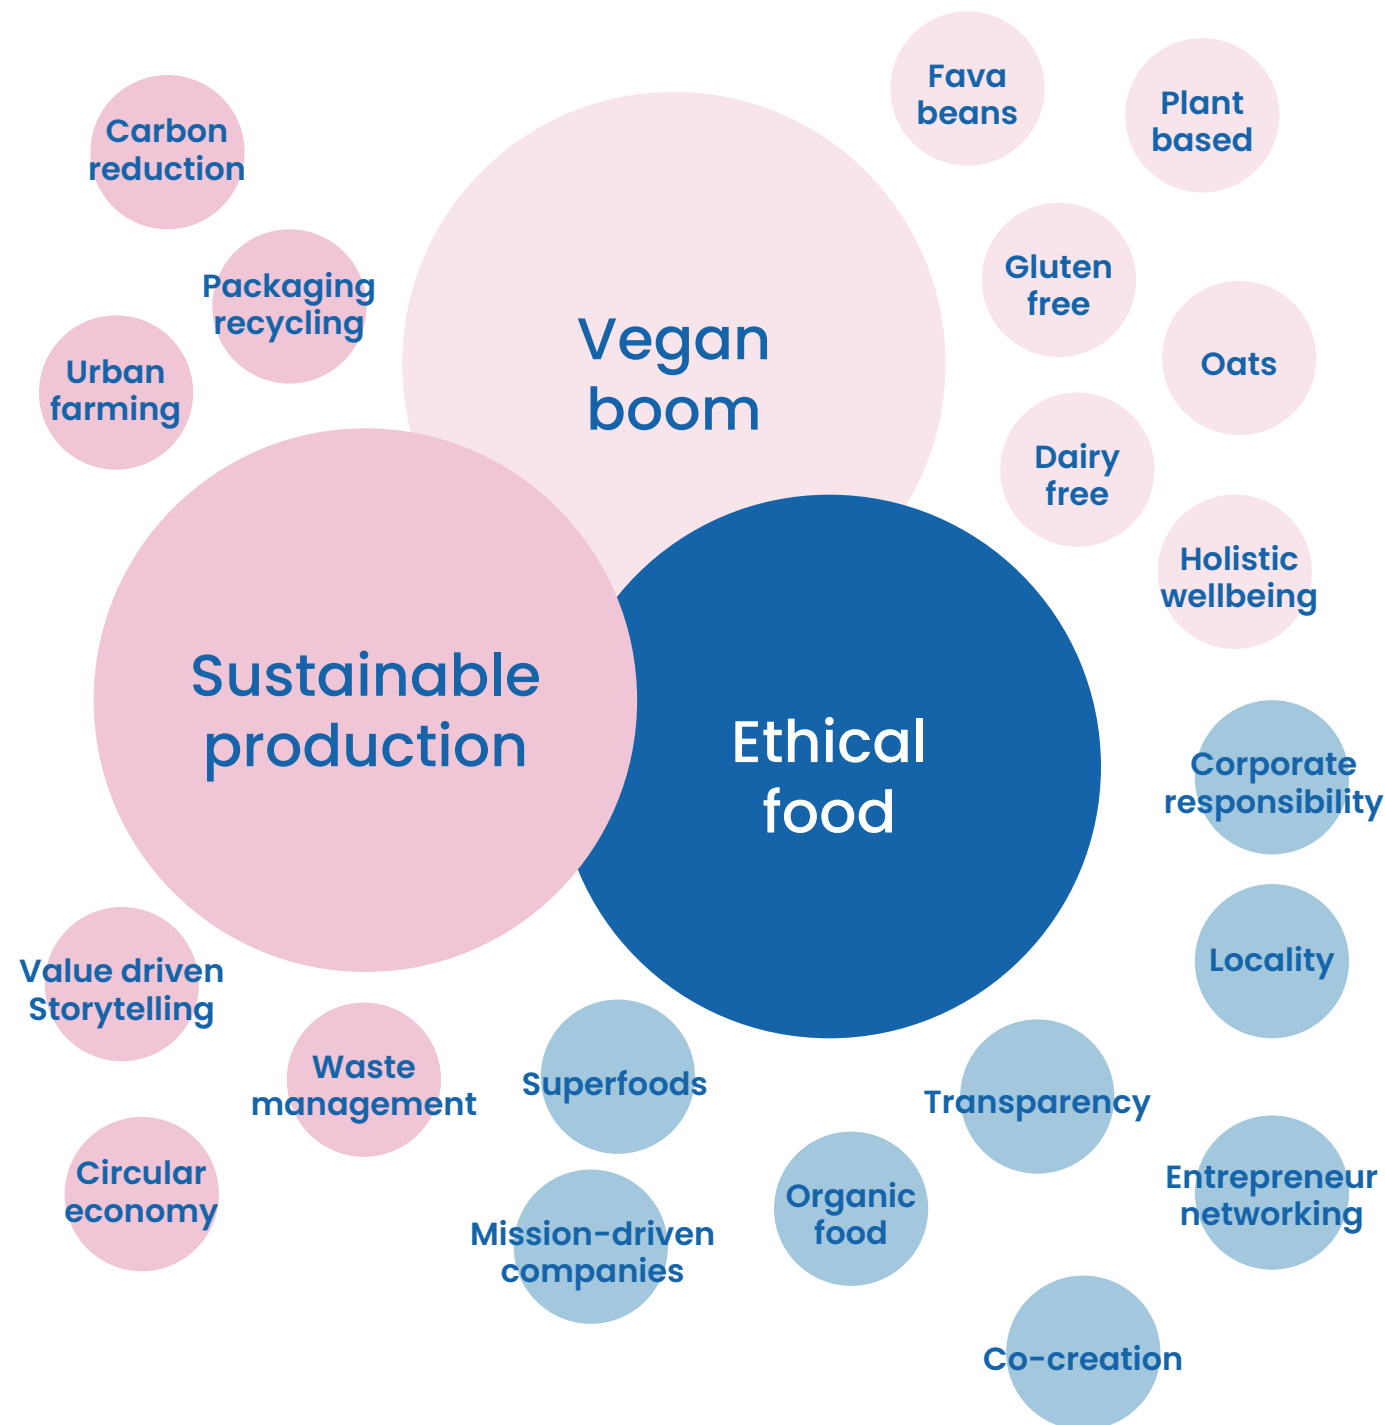 Fava
beans
Plant
based
Carbon
reduction
Gluten
free
Packaging
recycling
Vegan
boom
Oats
Urban
farming
Dairy
free
Holistic
wellbeing
Sustainable
production
Ethical
food
Corporate
responsibility
Locality
Value driven
Storytelling
Waste
management
Superfoods
Transparency
Circular
economy
Organic
food
Entrepreneur
networking
Mission-driven
companies
Co-creation